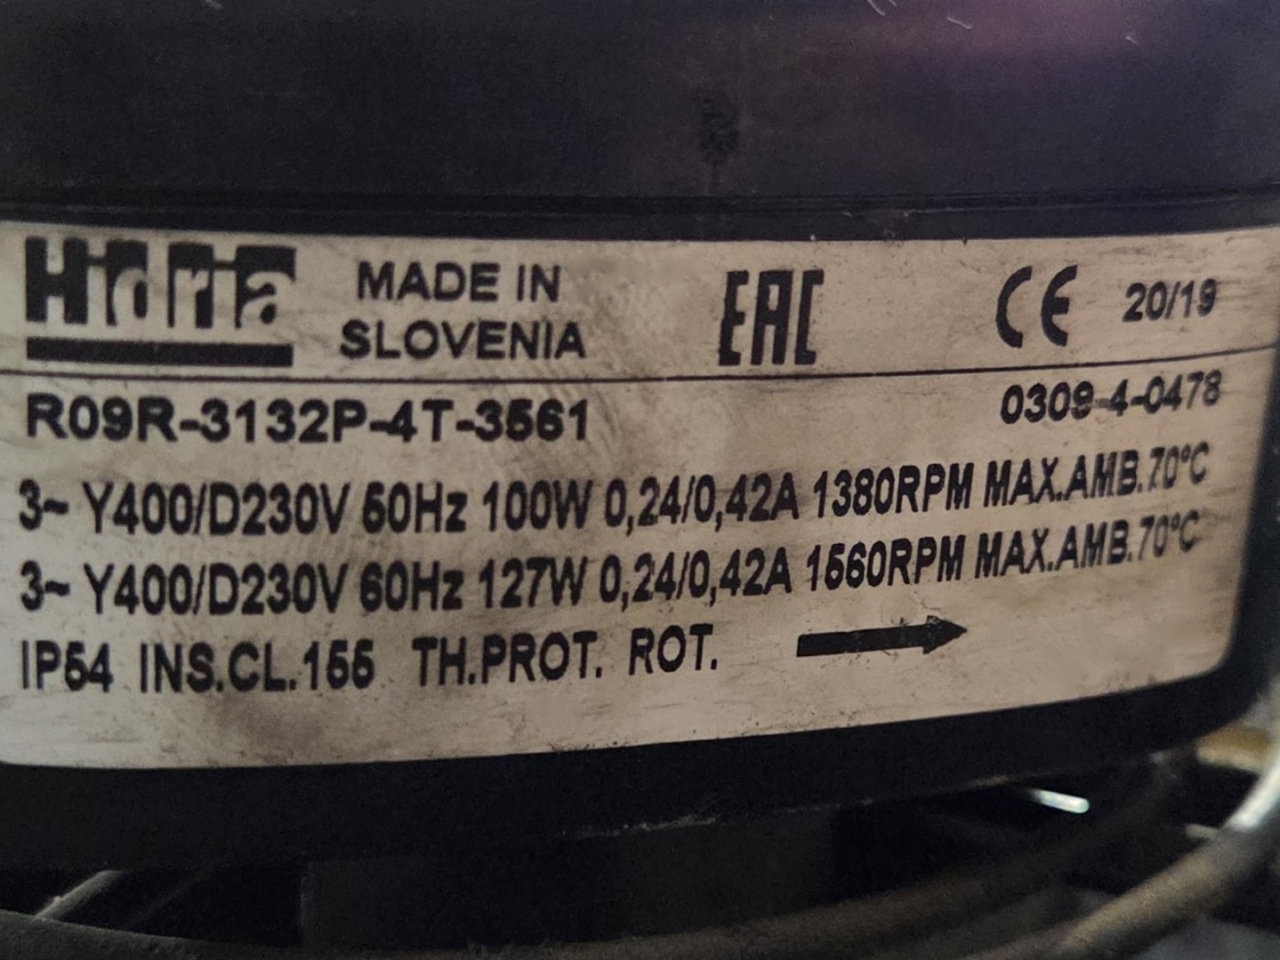 Hidria
MADE IN
SLOVENIA
EAC
CE
20/19
R09R-3132P-4T-3561
0309-4-0478
3~ Y400/D230V 50Hz 100W 0,24/0,42A 1380RPM MAX.AMB.70°C
3~ Y400/D230V 60Hz 127W 0,24/0,42A 1560RPM MAX.AMB.70°C
IP54 INS.CL.155 TH.PROT. ROT.